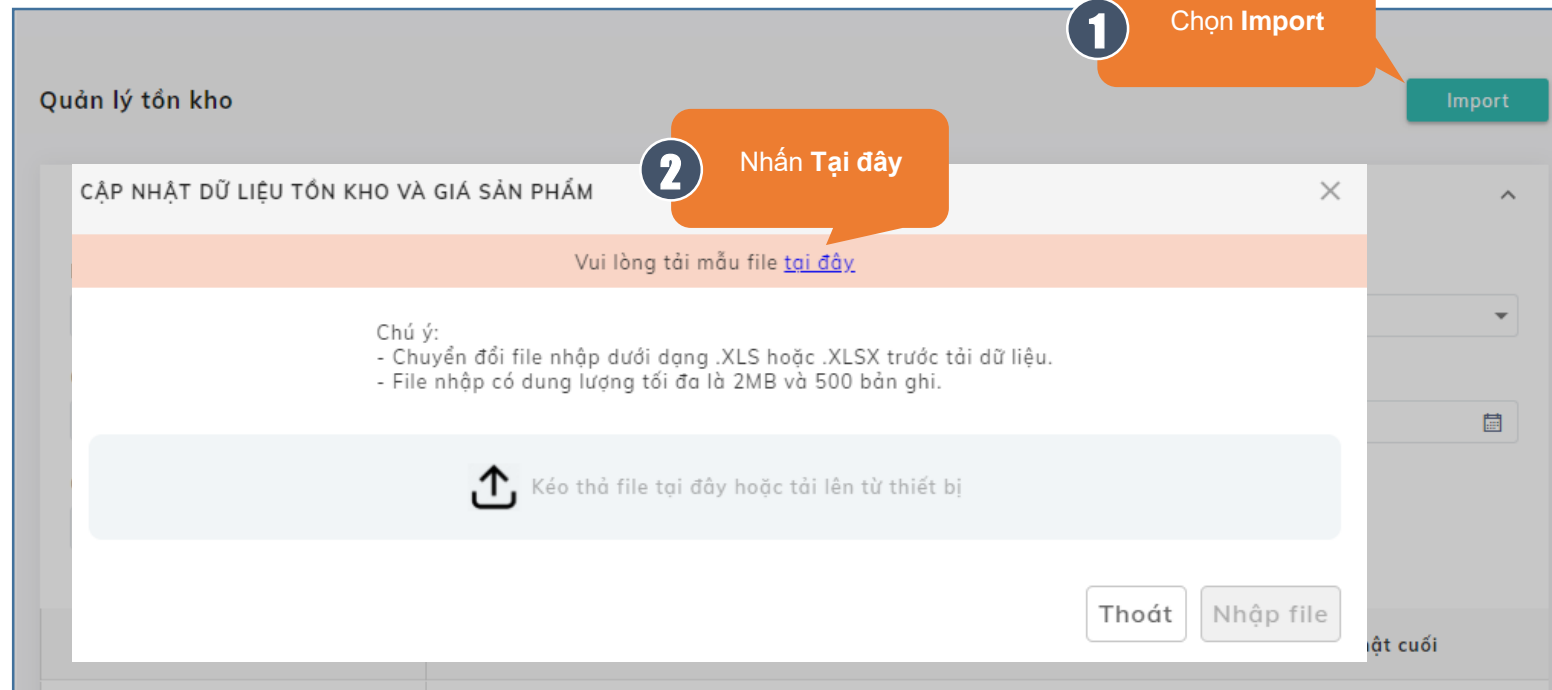 1
Chọn Import
Quản lý tồn kho
Import
2
Nhấn Tại đây
CẬP NHẬT DỮ LIỆU TỒN KHO VÀ GIÁ SẢN PHẨM
Vui lòng tải mẫu file tại đây
Chú ý:
- Chuyển đổi file nhập dưới dạng .XLS hoặc .XLSX trước tải dữ liệu.
- File nhập có dung lượng tối đa là 2MB và 500 bản ghi.
Kéo thả file tại đây hoặc tải lên từ thiết bị
Thoát
Nhập file
cuối